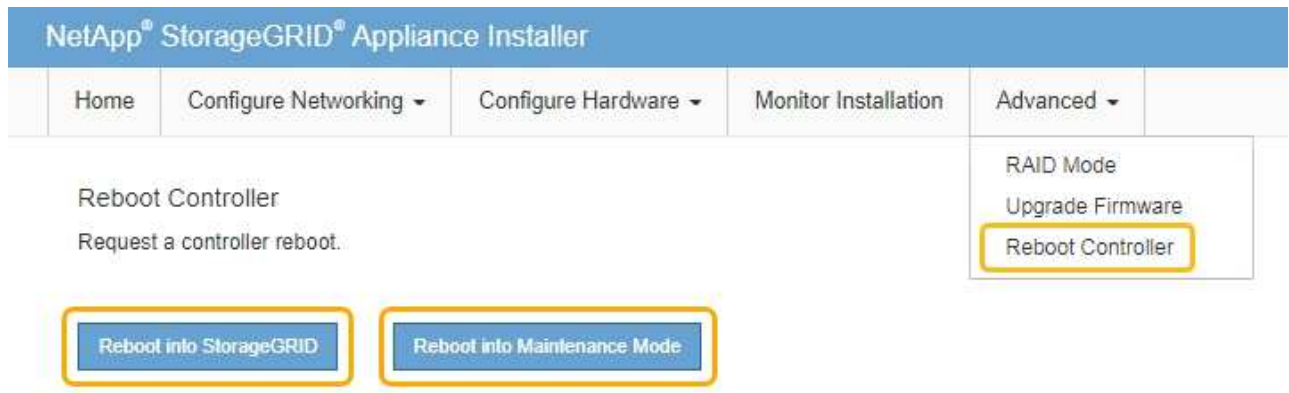 NetApp® StorageGRID® Appliance Installer
Home Configure Networking Configure Hardware Monitor Installation Advanced
RAID Mode
Upgrade Firmware
Reboot Controller
Reboot Controller
Request a controller reboot.
Reboot into StorageGRID Reboot into Maintenance Mode